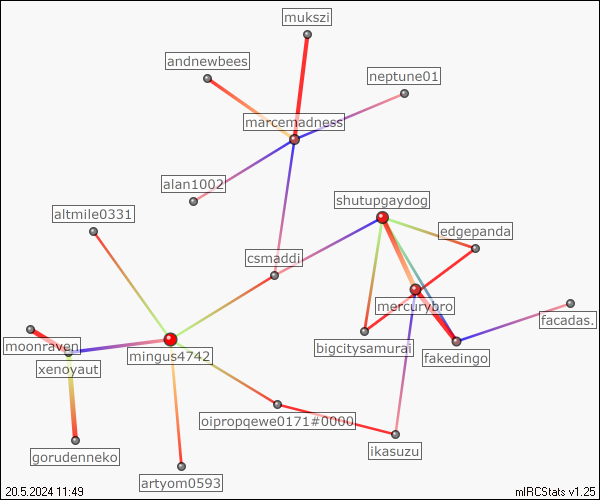 mukszi
andnewbees
neptune01
marcemadness
alan1002
shutupgaydog
altmile0331
edgepanda
csmaddi
mercurybro
facadas.
moonraven
bigcitysamurai
mingus4742
fakedingo
xenoyaut
oipropqewe0171#0000
ikasuzu
gorudenneko
artyom0593
20.5.2024 11:49
mIRCStats v1.25